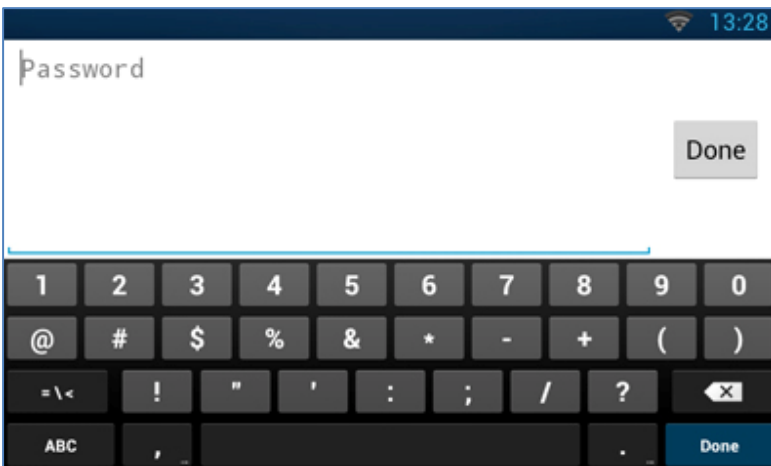 13:28
Password
Done
1 2 3 4 5 6 7 8 9 0
@ # $ % & * - + ( )
= \ < ! " ' : ; / ?
ABC , . Done